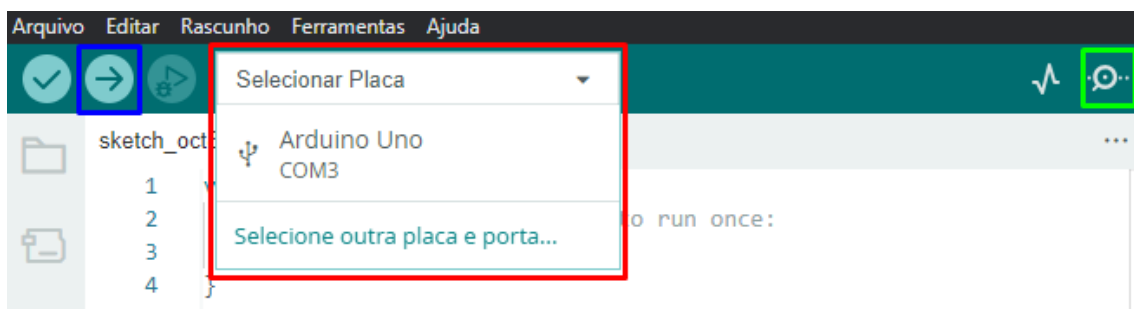 Arquivo Editar Rascunho Ferramentas Ajuda
Selecionar Placa
sketch_oct
Arduino Uno
COM3
1
2 o run once:
Selecione outra placa e porta...
3
4 }